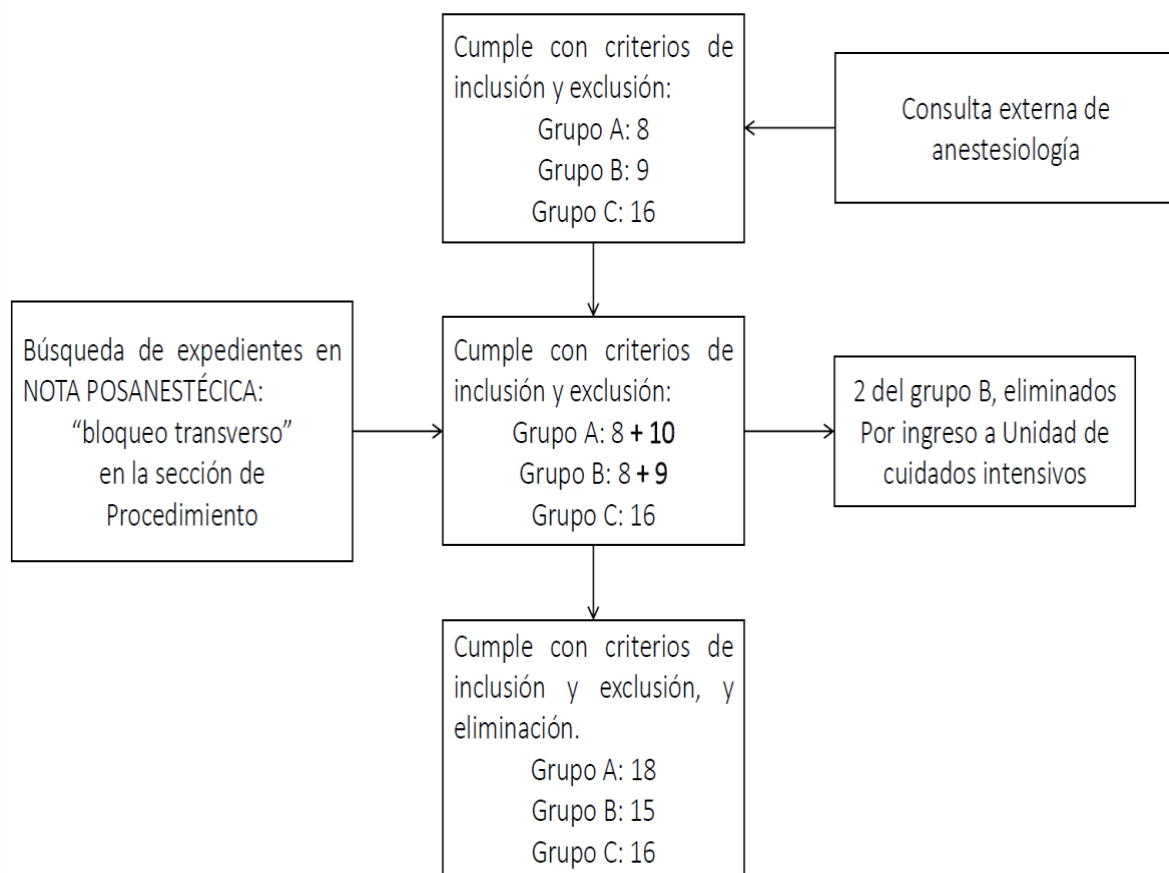 Cumple con criterios de
inclusión y exclusión:
Grupo A: 8
Grupo B: 9
Grupo C: 16
Consulta externa de
anestesiología
Búsqueda de expedientes en
NOTA POSANESTÉCICA:
“bloqueo transverso”
en la sección de
Procedimiento
Cumple con criterios de
inclusión y exclusión:
Grupo A: 8 + 10
Grupo B: 8 + 9
Grupo C: 16
2 del grupo B, eliminados
Por ingreso a Unidad de
cuidados intensivos
Cumple con criterios de
inclusión y exclusión, y
eliminación.
Grupo A: 18
Grupo B: 15
Grupo C: 16